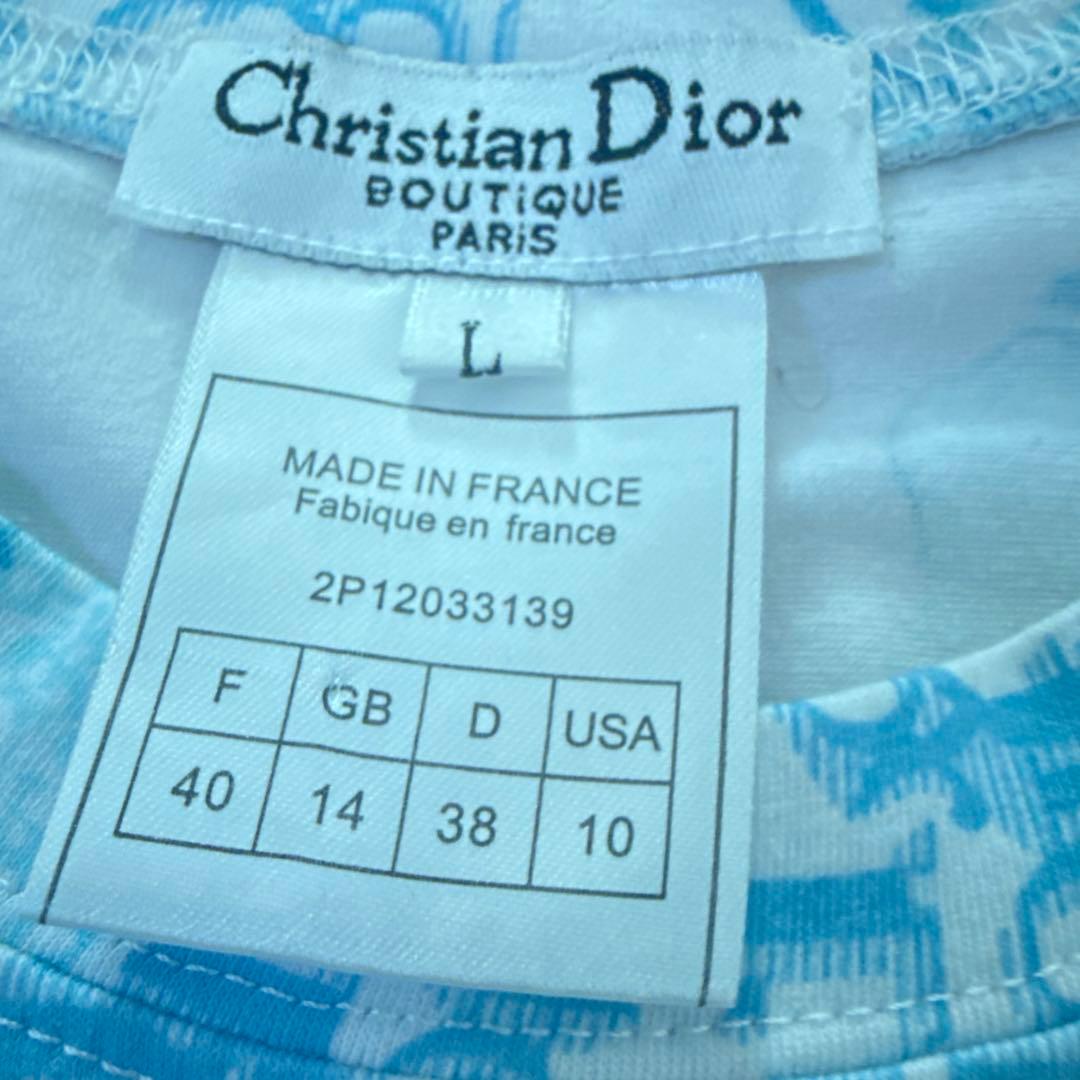 Christian Dior
BOUTiQUE
PARiS
L
MADE IN FRANCE
Fabique en france
2P12033139
F GB D USA
40 14 38 10